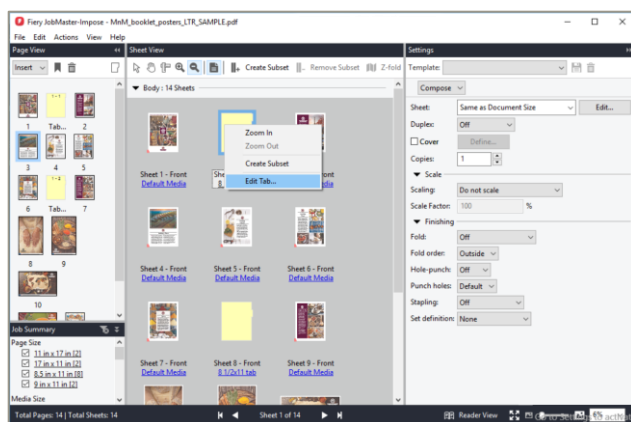 Fiery JobMaster-Impose - MnM_booklet_posters_LTR_SAMPLE.pdf
File Edit Actions View Help
Page View
Sheet View
Settings
Insert
Create Subset
Remove Subset
Z-fold
Template:
Body : 14 Sheets
Compose
Sheet: Same as Document Size Edit...
Duplex: Off
Cover Define...
Copies: 1
Scale
Scaling: Do not scale
Scale Factor: 100 %
Finishing
Fold: Off
Fold order: Outside
Hole-punch: Off
Punch holes: Default
Stapling: Off
Set definition: None
1 Tab... 2
3 4 5
6 Tab... 7
8 9
10
Zoom In
Zoom Out
Create Subset
Edit Tab...
Sheet 1 - Front
Default Media
Sheet 4 - Front Sheet 5 - Front Sheet 6 - Front
Default Media Default Media Default Media
Sheet 7 - Front Sheet 8 - Front Sheet 9 - Front
Default Media 8 1/2x11 tab Default Media
Job Summary
Page Size
11 in x 17 in [2]
17 in x 11 in [2]
8.5 in x 11 in [8]
9 in x 11 in [2]
Media Size
Total Pages: 14 | Total Sheets: 14
Sheet 1 of 14
Reader View